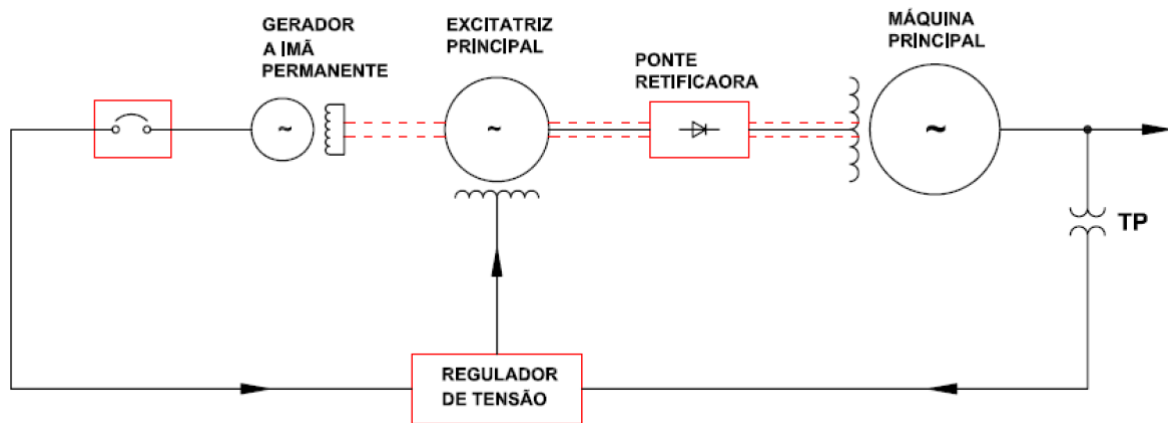 GERADOR
A IMÃ
PERMANENTE
EXCITATRIZ
PRINCIPAL
PONTE
RETIFICAORA
MÁQUINA
PRINCIPAL
~
~
~
TP
REGULADOR
DE TENSÃO